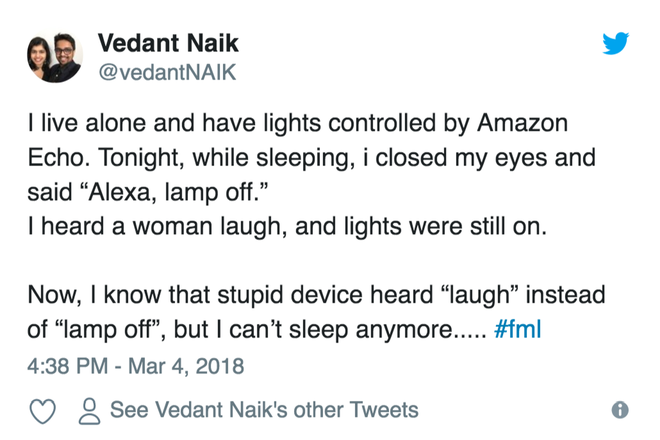 Vedant Naik
@vedantNAIK
I live alone and have lights controlled by Amazon
Echo. Tonight, while sleeping, i closed my eyes and
said “Alexa, lamp off.”
I heard a woman laugh, and lights were still on.
Now, I know that stupid device heard “laugh” instead
of “lamp off”, but I can’t sleep anymore..... #fml
4:38 PM - Mar 4, 2018
See Vedant Naik's other Tweets